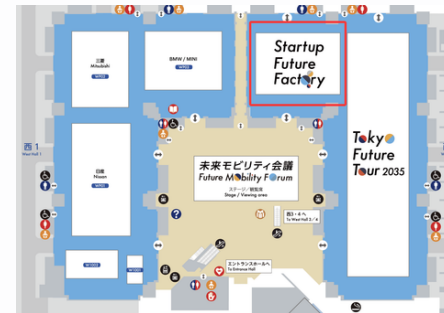 三菱
Mitsubishi
BMW / MINI
Startup
Future
Factory
西1
West Hall 1
日産
Nissan
Tokyo
Future
Tour 2035
未来モビリティ会議
Future Mobility Forum
ステージ/観覧席
Stage / Viewing area
?
西3・4へ
To West Hall 3 / 4
エントランスホールへ
To Entrance Hall